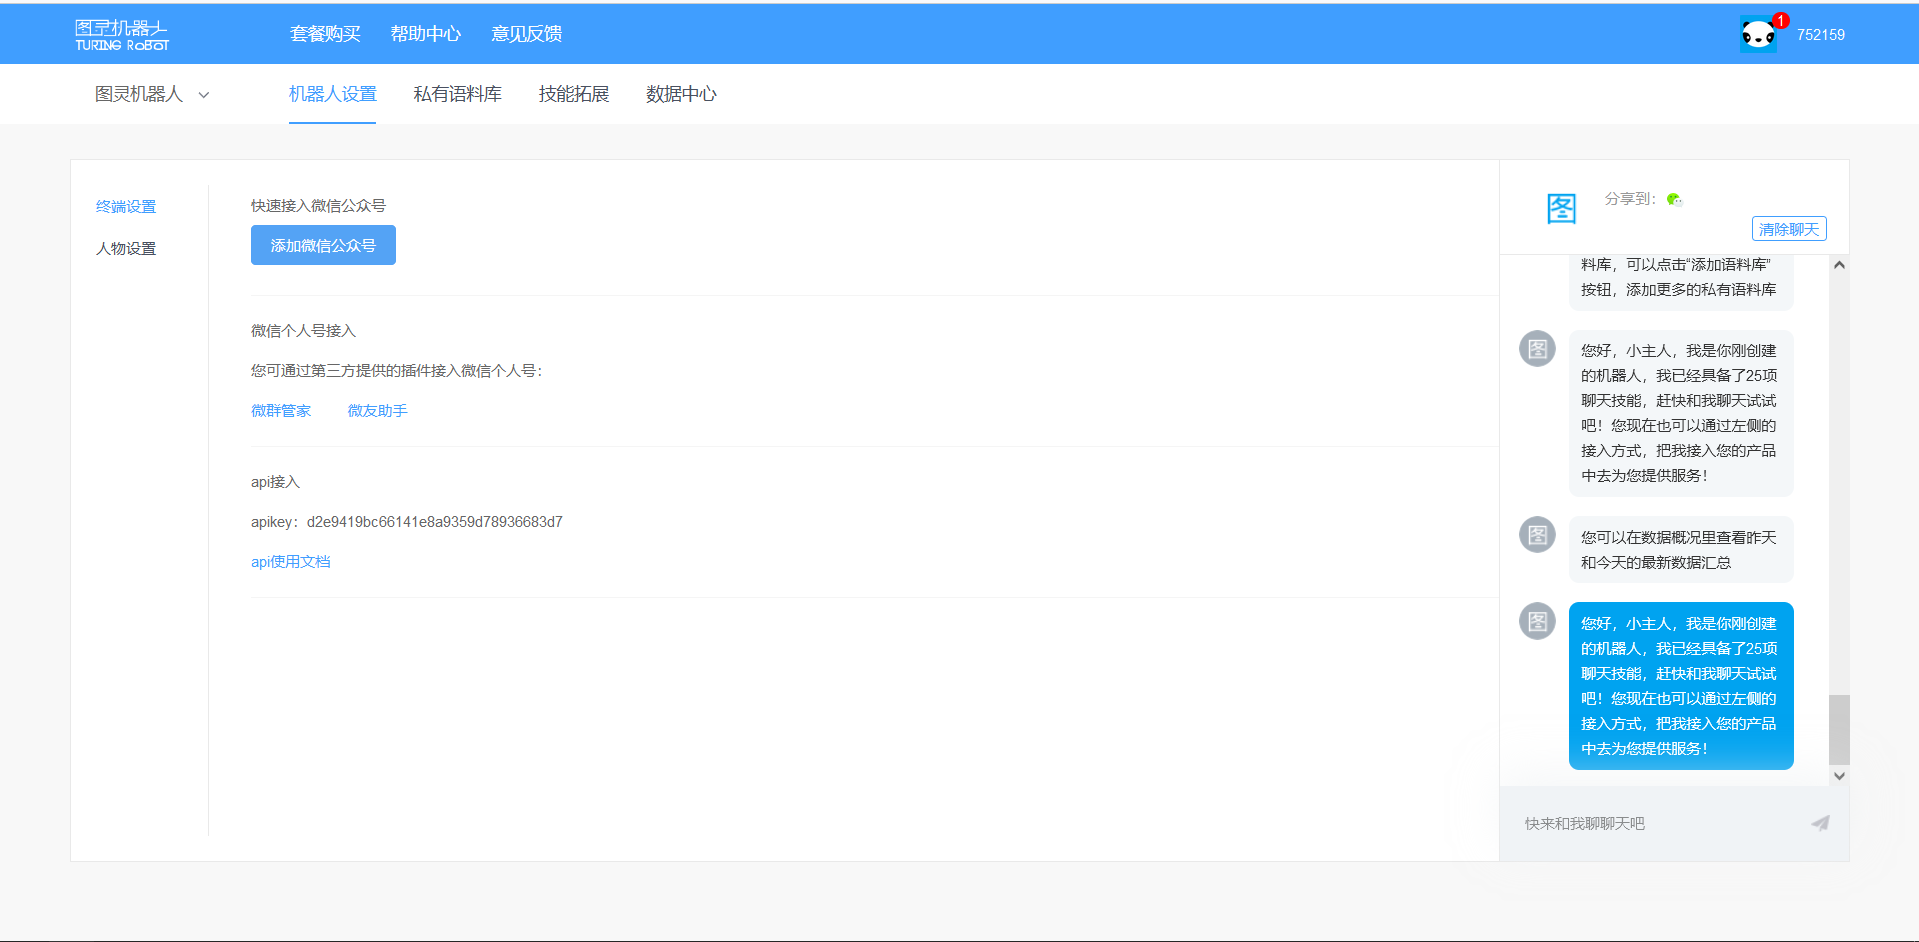 图灵机器人
TURING ROBOT
套餐购买 帮助中心 意见反馈
1
752159
图灵机器人
机器人设置 私有语料库 技能拓展 数据中心
终端设置
人物设置
快速接入微信公众号
添加微信公众号
微信个人号接入
您可通过第三方提供的插件接入微信个人号：
微群管家 微友助手
api接入
apikey：d2e9419bc66141e8a9359d78936683d7
api使用文档
图
分享到：
清除聊天
料库，可以点击“添加语料库”
按钮，添加更多的私有语料库
图
您好，小主人，我是你刚创建
的机器人，我已经具备了25项
聊天技能，赶快和我聊天试试
吧！您现在也可以通过左侧的
接入方式，把我接入您的产品
中去为您提供服务！
图
您可以在数据概况里查看昨天
和今天的最新数据汇总
图
您好，小主人，我是你刚创建
的机器人，我已经具备了25项
聊天技能，赶快和我聊天试试
吧！您现在也可以通过左侧的
接入方式，把我接入您的产品
中去为您提供服务！
快来和我聊聊天吧